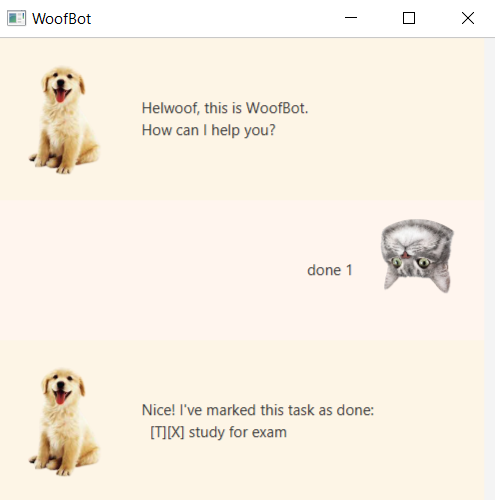 WoofBot
Helwoof, this is WoofBot.
How can I help you?
done 1
Nice! I've marked this task as done:
[T][X] study for exam